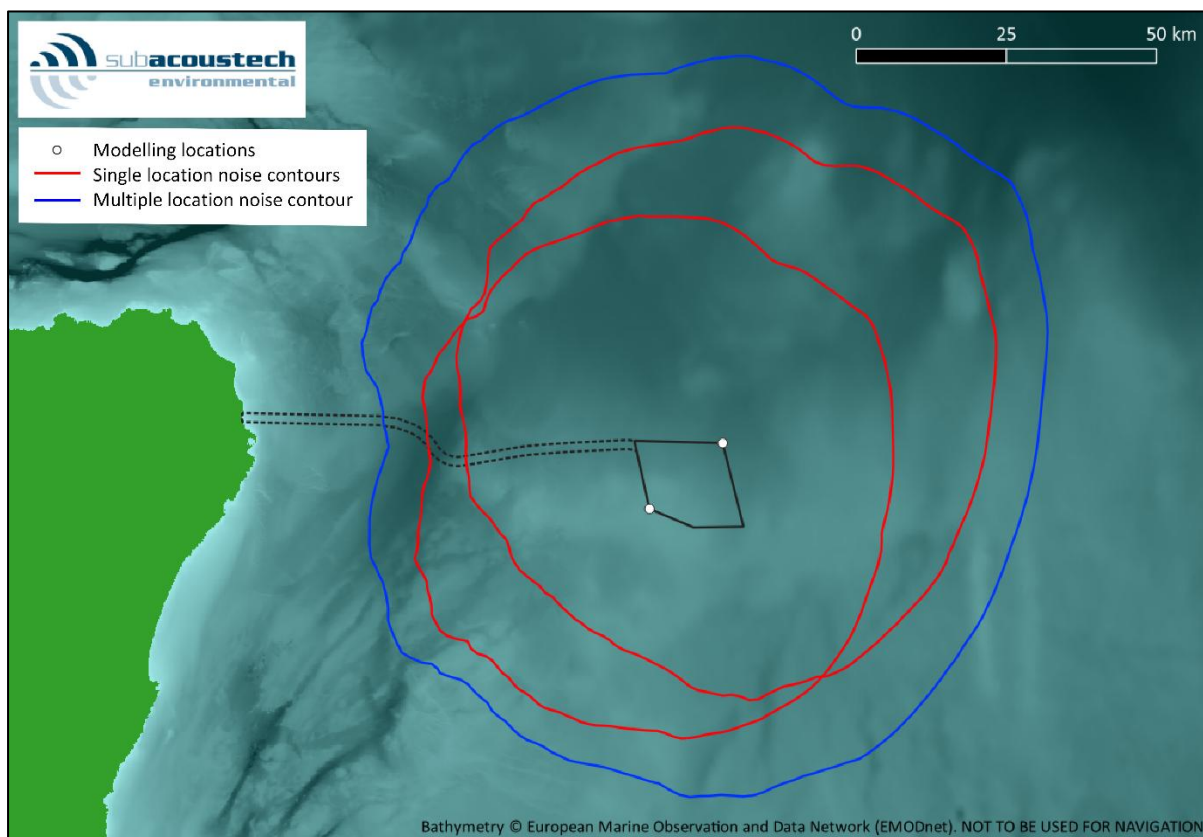 subacoustech
environmental
0 25 50 km
Modelling locations
Single location noise contours
Multiple location noise contour
Bathymetry © European Marine Observation and Data Network (EMODnet). NOT TO BE USED FOR NAVIGATION